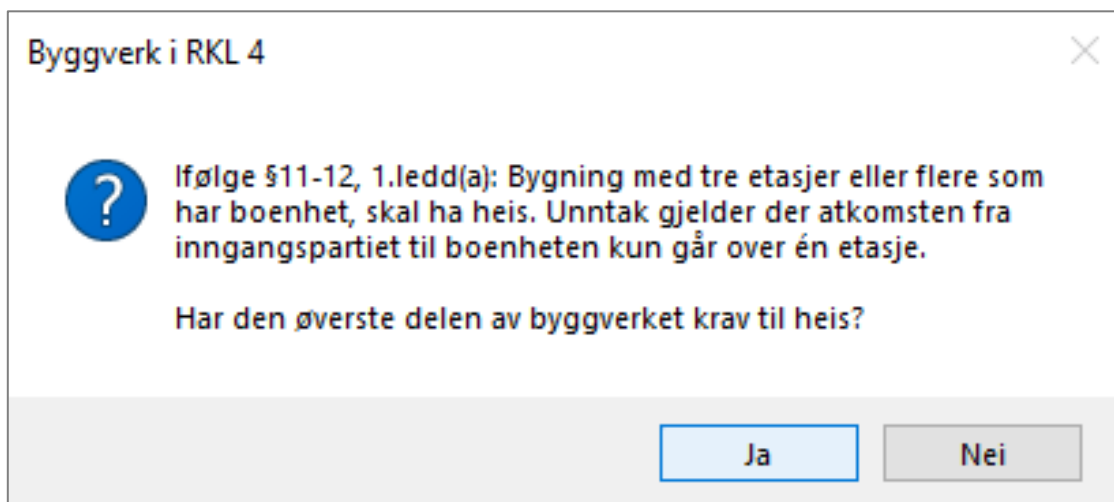 Byggverk i RKL 4
Ifølge §11-12, 1.ledd(a): Bygning med tre etasjer eller flere som
har boenhet, skal ha heis. Unntak gjelder der atkomsten fra
inngangspartiet til boenheten kun går over én etasje.
Har den øverste delen av byggverket krav til heis?
Ja
Nei